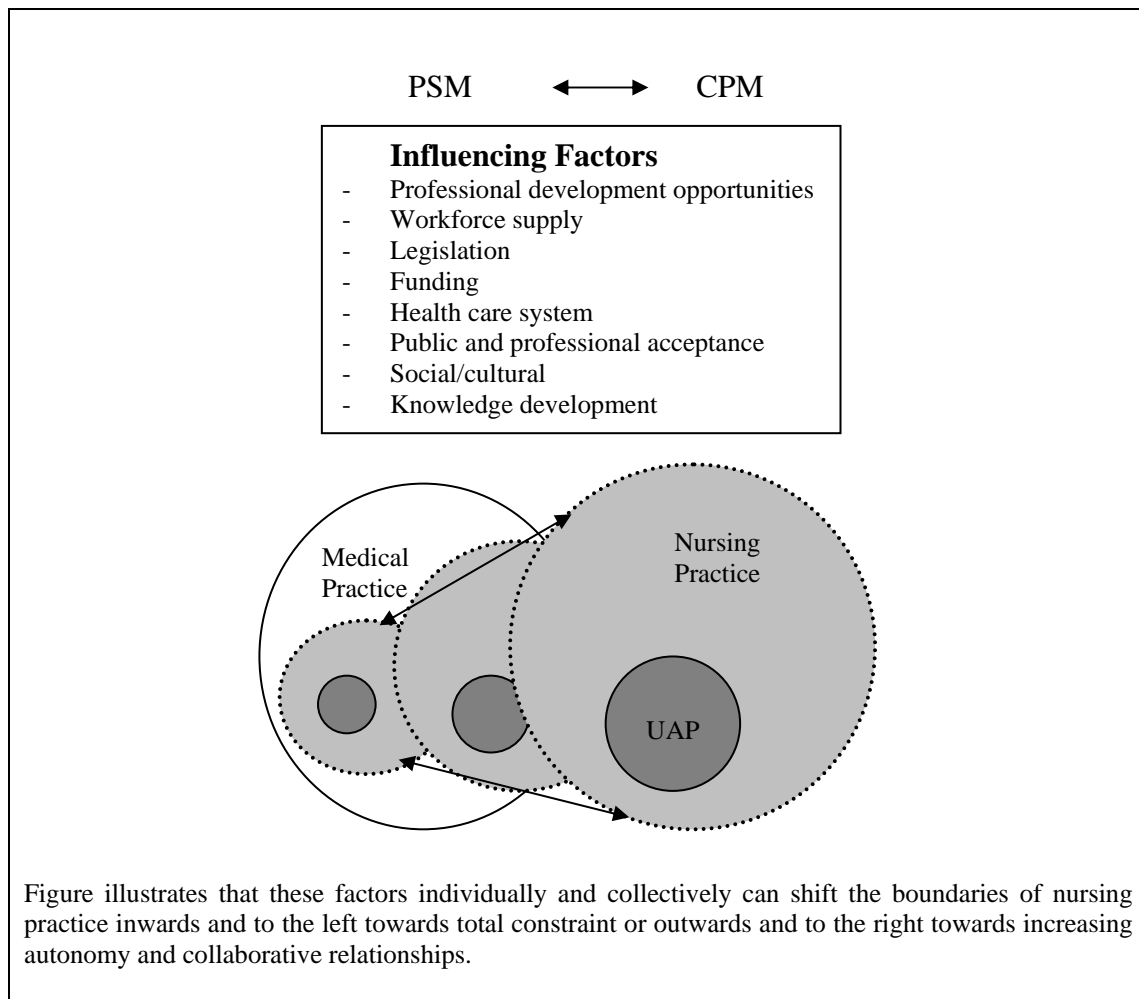 PSM CPM
Influencing Factors
- Professional development opportunities
- Workforce supply
- Legislation
- Funding
- Health care system
- Public and professional acceptance
- Social/cultural
- Knowledge development
Medical
Practice
Nursing
Practice
UAP
Figure illustrates that these factors individually and collectively can shift the boundaries of nursing
practice inwards and to the left towards total constraint or outwards and to the right towards increasing
autonomy and collaborative relationships.